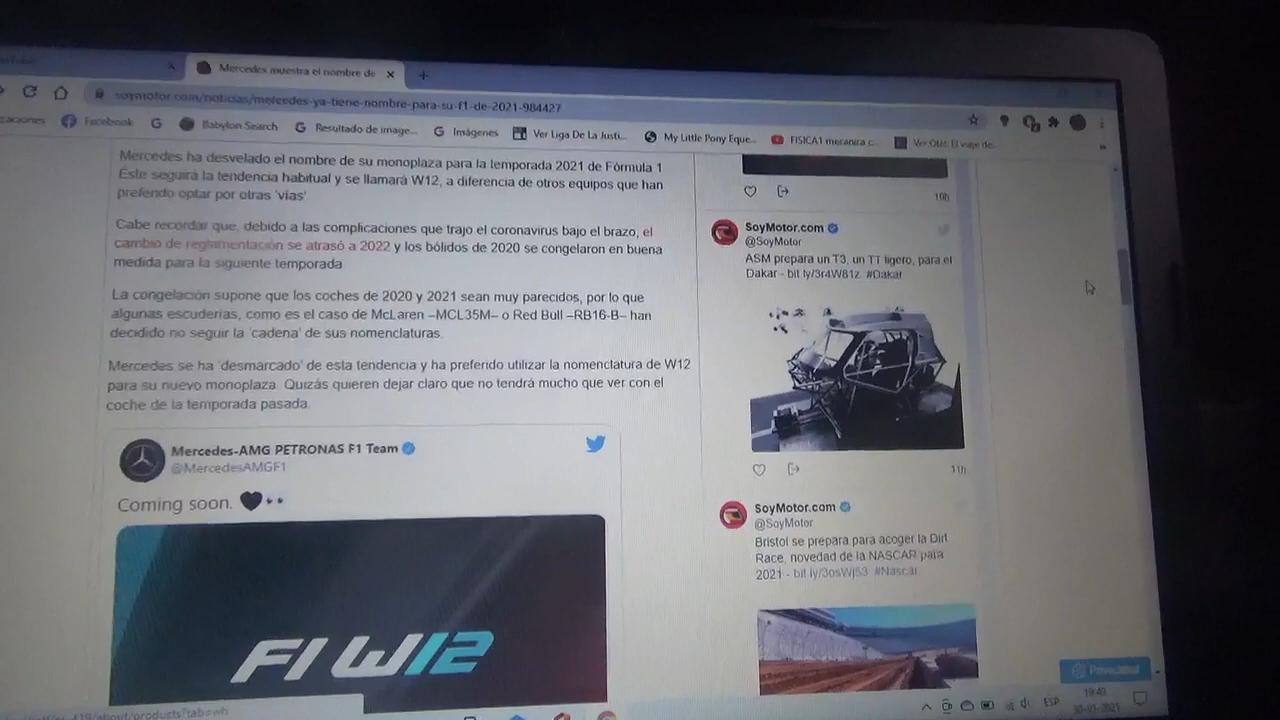 Mercedes muestra el nombre de
soymotor.com/noticias/mercedes-ya-tiene-nombre-para-su-f1-de-2021-984427
Facebook
Babylon Search
Resultado de image...
Imágenes
Ver Liga De La Justi...
My Little Pony Eque...
FISICA1 meranira c...
Mercedes ha desvelado el nombre de su monoplaza para la temporada 2021 de Fórmula 1
Este seguirá la tendencia habitual y se llamará W12, a diferencia de otros equipos que han
preferido optar por otras 'vías'
Cabe recordar que, debido a las complicaciones que trajo el coronavirus bajo el brazo, el
cambio de reglamentación se atrasó a 2022 y los bólidos de 2020 se congelaron en buena
medida para la siguiente temporada
La congelación supone que los coches de 2020 y 2021 sean muy parecidos, por lo que
algunas escuderías, como es el caso de McLaren –MCL35M– o Red Bull –RB16-B– han
decidido no seguir la 'cadena' de sus nomenclaturas.
Mercedes se ha 'desmarcado' de esta tendencia y ha preferido utilizar la nomenclatura de W12
para su nuevo monoplaza. Quizás quieren dejar claro que no tendrá mucho que ver con el
coche de la temporada pasada.
Mercedes-AMG PETRONAS F1 Team
@MercedesAMGF1
Coming soon.
F1 W12
10h
SoyMotor.com
@SoyMotor
ASM prepara un T3, un TT ligero, para el
Dakar - bit.ly/3r4W81z #Dakar
11h
SoyMotor.com
@SoyMotor
Bristol se prepara para acoger la Dirt
Race, novedad de la NASCAR para
2021 - bit.ly/3osWj53 #Nascar
Privacidad
ESP
19:40
30-01-2021